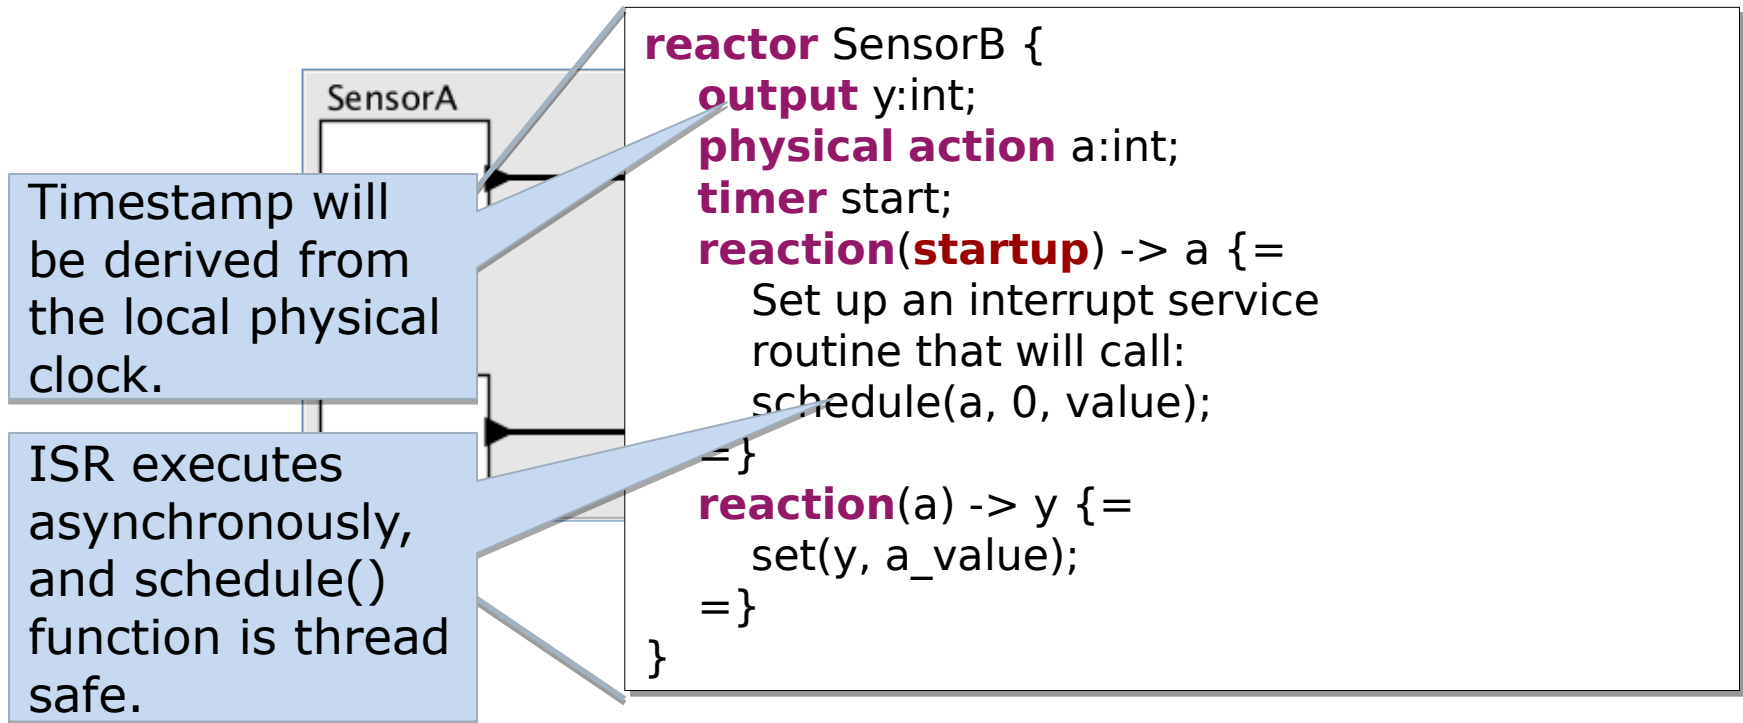 SensorA
Timestamp will
be derived from
the local physical
clock.
ISR executes
asynchronously,
and schedule()
function is thread
safe.
reactor SensorB {
output y:int;
physical action a:int;
timer start;
reaction(startup) -> a {=
Set up an interrupt service
routine that will call:
schedule(a, 0, value);
=}
reaction(a) -> y {=
set(y, a_value);
=}
}